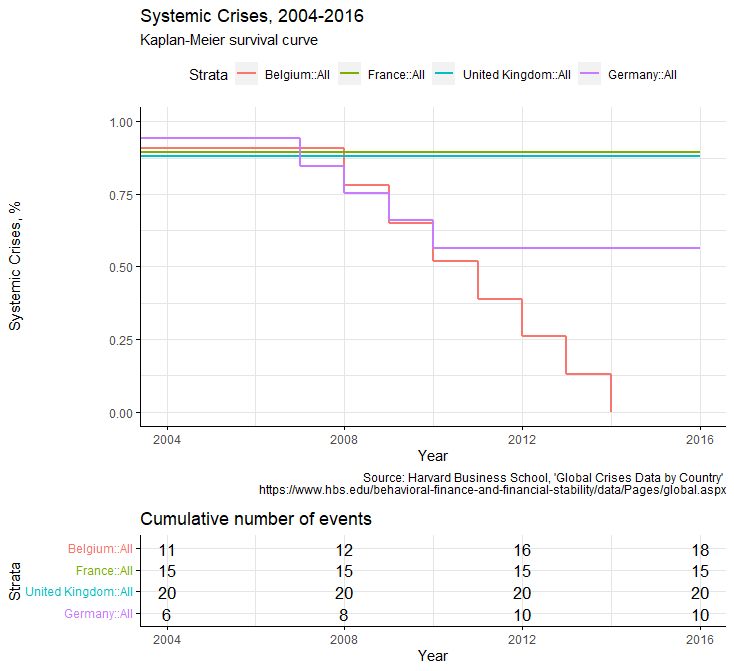 Systemic Crises, 2004-2016
Kaplan-Meier survival curve
Strata Belgium::All France::All United Kingdom::All Germany::All
Systemic Crises, %
1.00
0.75
0.50
0.25
0.00
2004 2008 2012 2016
Year
Source: Harvard Business School, 'Global Crises Data by Country'
https://www.hbs.edu/behavioral-finance-and-financial-stability/data/Pages/global.aspx
Cumulative number of events
Strata
Belgium::All 11 12 16 18
France::All 15 15 15 15
United Kingdom::All 20 20 20 20
Germany::All 6 8 10 10
2004 2008 2012 2016
Year